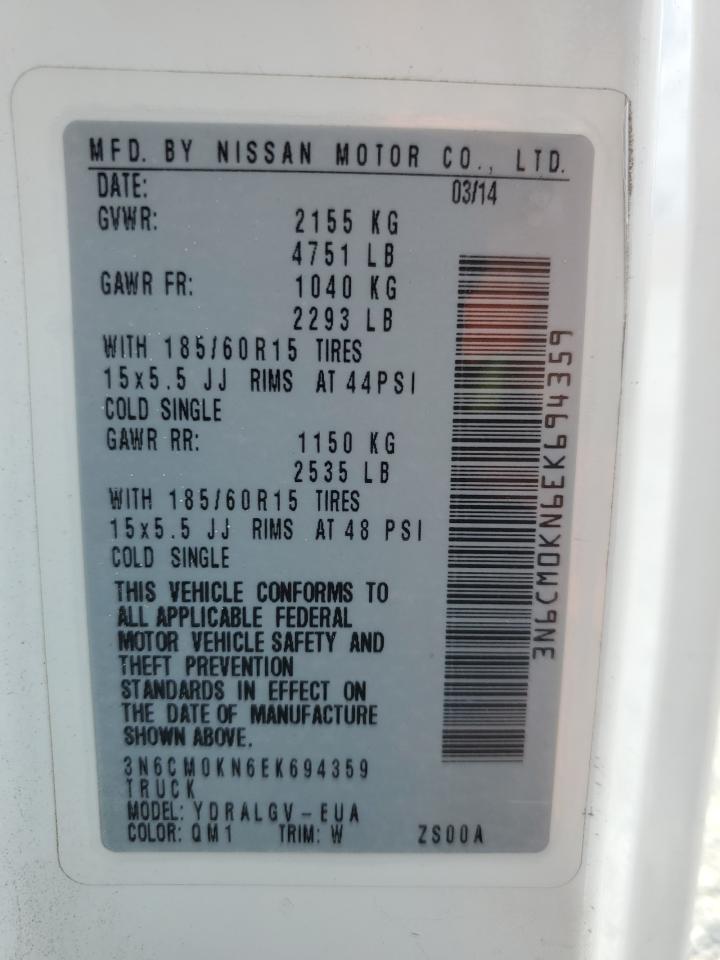 MFD. BY NISSAN MOTOR CO., LTD.
DATE: 03/14
GVWR: 2155 KG
4751 LB
GAWR FR: 1040 KG
2293 LB
WITH 185/60R15 TIRES
15x5.5 JJ RIMS AT 44PSI
COLD SINGLE
GAWR RR: 1150 KG
2535 LB
WITH 185/60R15 TIRES
15x5.5 JJ RIMS AT 48 PSI
COLD SINGLE
THIS VEHICLE CONFORMS TO
ALL APPLICABLE FEDERAL
MOTOR VEHICLE SAFETY AND
THEFT PREVENTION
STANDARDS IN EFFECT ON
THE DATE OF MANUFACTURE
SHOWN ABOVE.
3N6CM0KN6EK694359
TRUCK
MODEL: YDRALGV-EUA
COLOR: QM1 TRIM: W ZS00A
3N6CM0KN6EK694359